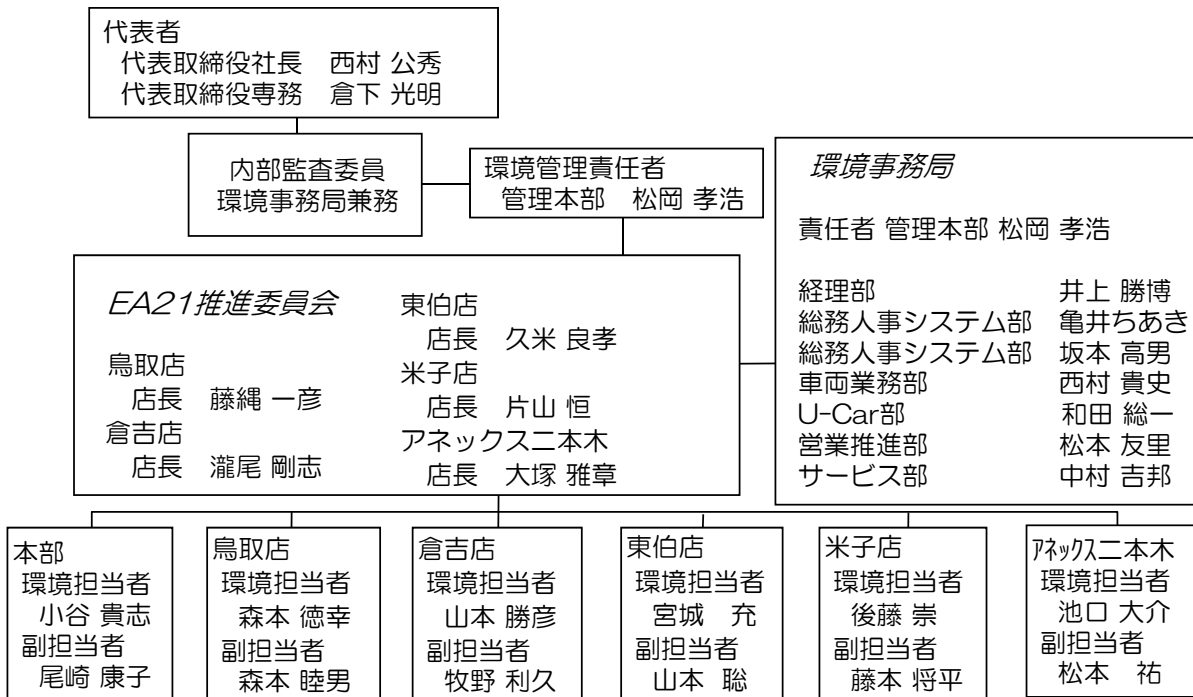 代表者
代表取締役社長 西村 公秀
代表取締役専務 倉下 光明
内部監査委員
環境事務局兼務
環境管理責任者
管理本部 松岡 孝浩
環境事務局
責任者 管理本部 松岡 孝浩
経理部 井上 勝博
総務人事システム部 亀井ちあき
総務人事システム部 坂本 高男
車両業務部 西村 貴史
U-Car部 和田 総一
営業推進部 松本 友里
サービス部 中村 吉邦
EA21推進委員会
鳥取店
店長 藤縄 一彦
倉吉店
店長 瀧尾 剛志
東伯店
店長 久米 良孝
米子店
店長 片山 恒
アネックス二本木
店長 大塚 雅章
本部
環境担当者
小谷 貴志
副担当者
尾崎 康子
鳥取店
環境担当者
森本 徳幸
副担当者
森本 睦男
倉吉店
環境担当者
山本 勝彦
副担当者
牧野 利久
東伯店
環境担当者
宮城 充
副担当者
山本 聡
米子店
環境担当者
後藤 崇
副担当者
藤本 将平
ｱﾈｯｸｽ二本木
環境担当者
池口 大介
副担当者
松本 祐